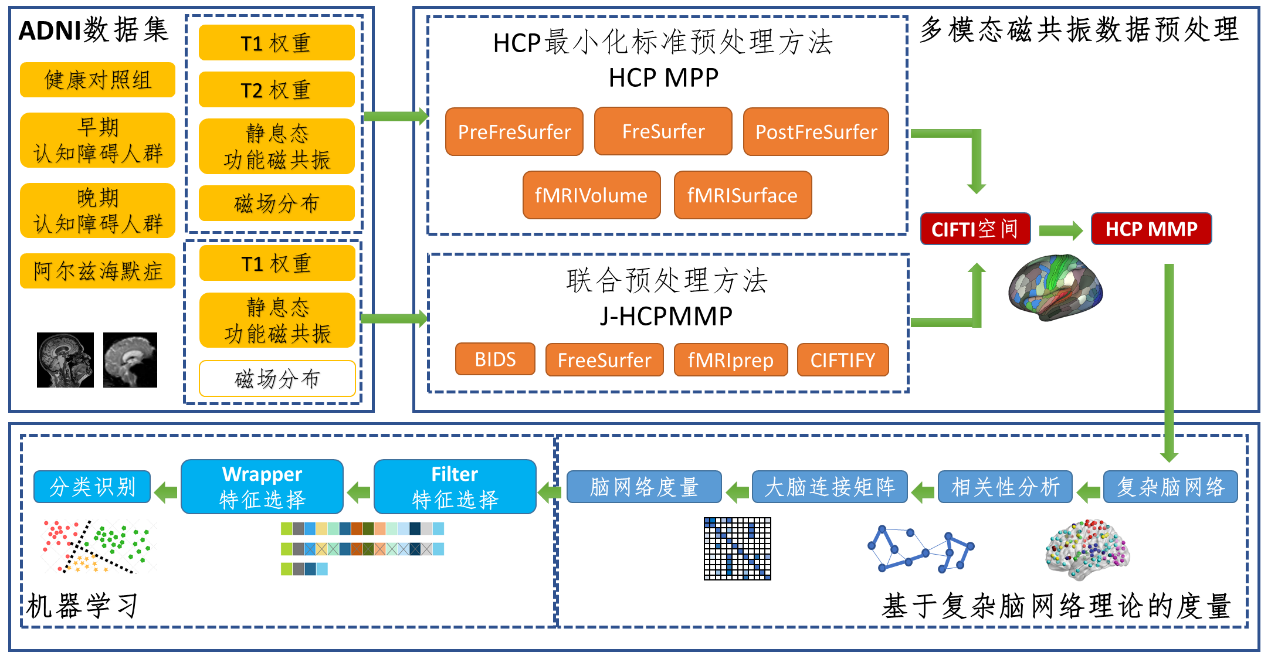 ADNI数据集
健康对照组
早期
认知障碍人群
晚期
认知障碍人群
阿尔兹海默症
T1 权重
T2 权重
静息态
功能磁共振
磁场分布
T1 权重
静息态
功能磁共振
磁场分布
多模态磁共振数据预处理
HCP最小化标准预处理方法
HCP MPP
PreFreSurfer
FreSurfer
PostFreSurfer
fMRIVolume
fMRISurface
联合预处理方法
J-HCPMMP
BIDS
FreeSurfer
fMRIprep
CIFTIFY
CIFTI空间
HCP MMP
复杂脑网络
相关性分析
大脑连接矩阵
脑网络度量
基于复杂脑网络理论的度量
Filter
特征选择
Wrapper
特征选择
分类识别
机器学习